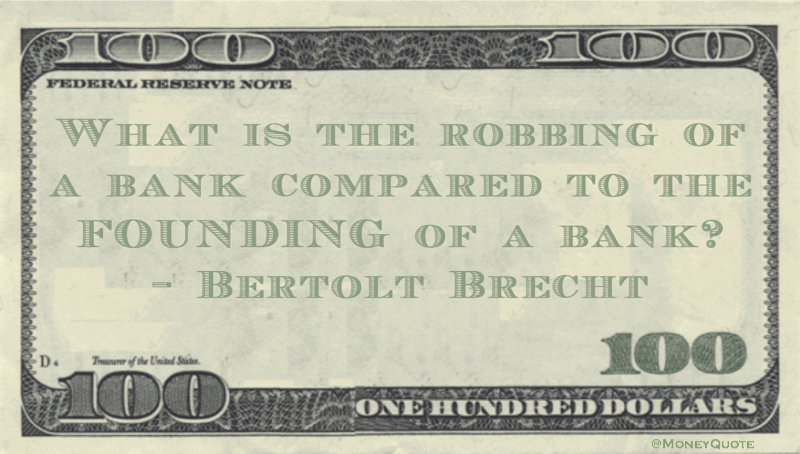 100 100
FEDERAL RESERVE NOTE
WHAT IS THE ROBBING OF
A BANK COMPARED TO THE
FOUNDING OF A BANK?
- BERTOLT BRECHT
100
D 4 Treasurer of the United States.
100 ONE HUNDRED DOLLARS
@MoneyQuote